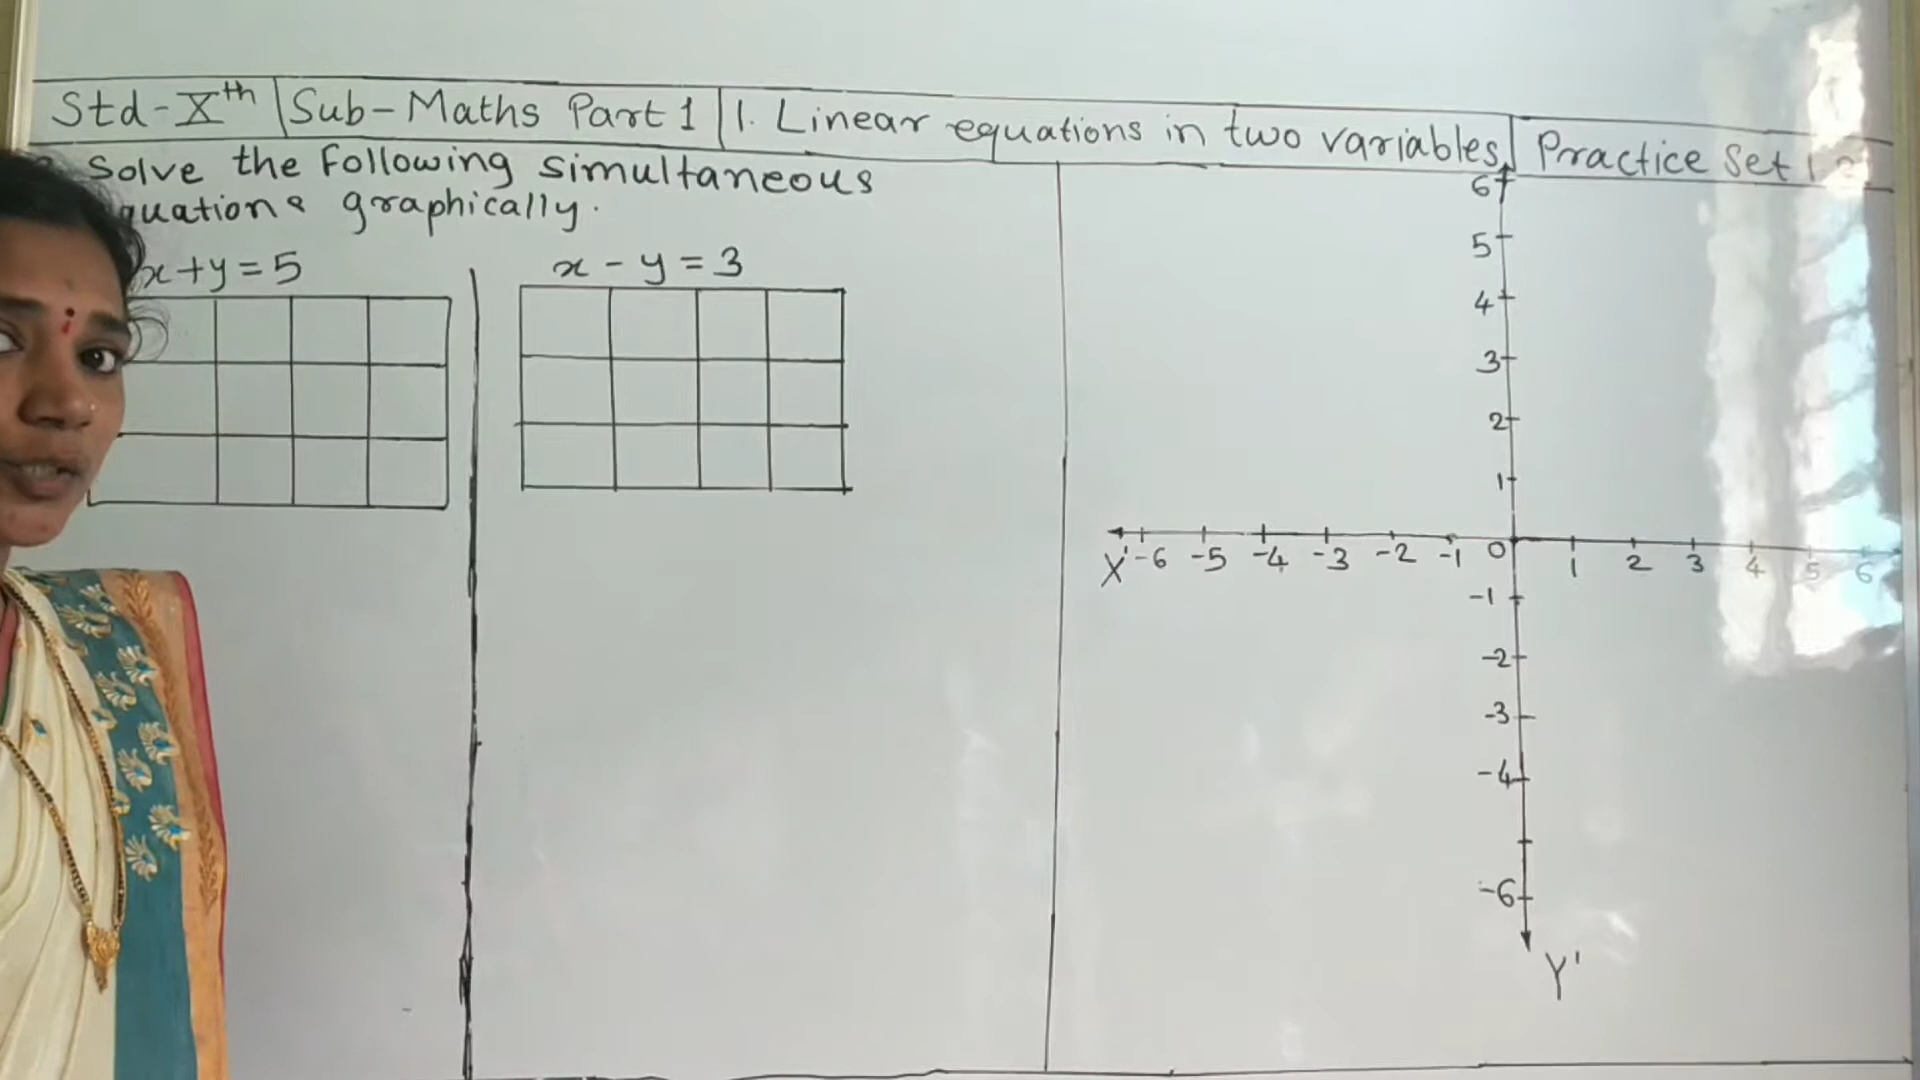 Std-Xth | Sub-Maths Part 1 | 1. Linear equations in two variables | Practice Set 1.
Solve the Following simultaneous
graphically.
x+y=5
x-y=3
6
5
4
3
2
1
X' -6 -5 -4 -3 -2 -1 0 1 2 3 4 5 6
-1
-2
-3
-4
-6
Y'